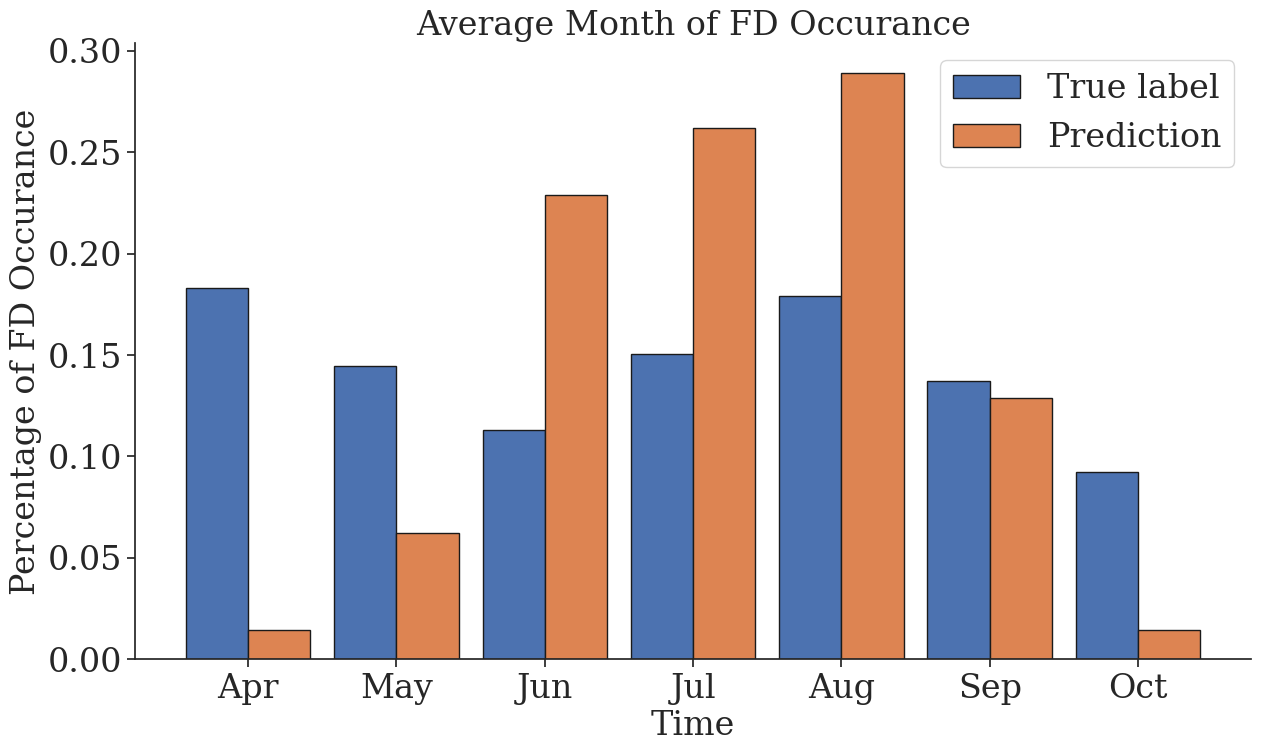 Average Month of FD Occurance
Percentage of FD Occurance
0.30
0.25
0.20
0.15
0.10
0.05
0.00
True label
Prediction
Apr May Jun Jul Aug Sep Oct
Time